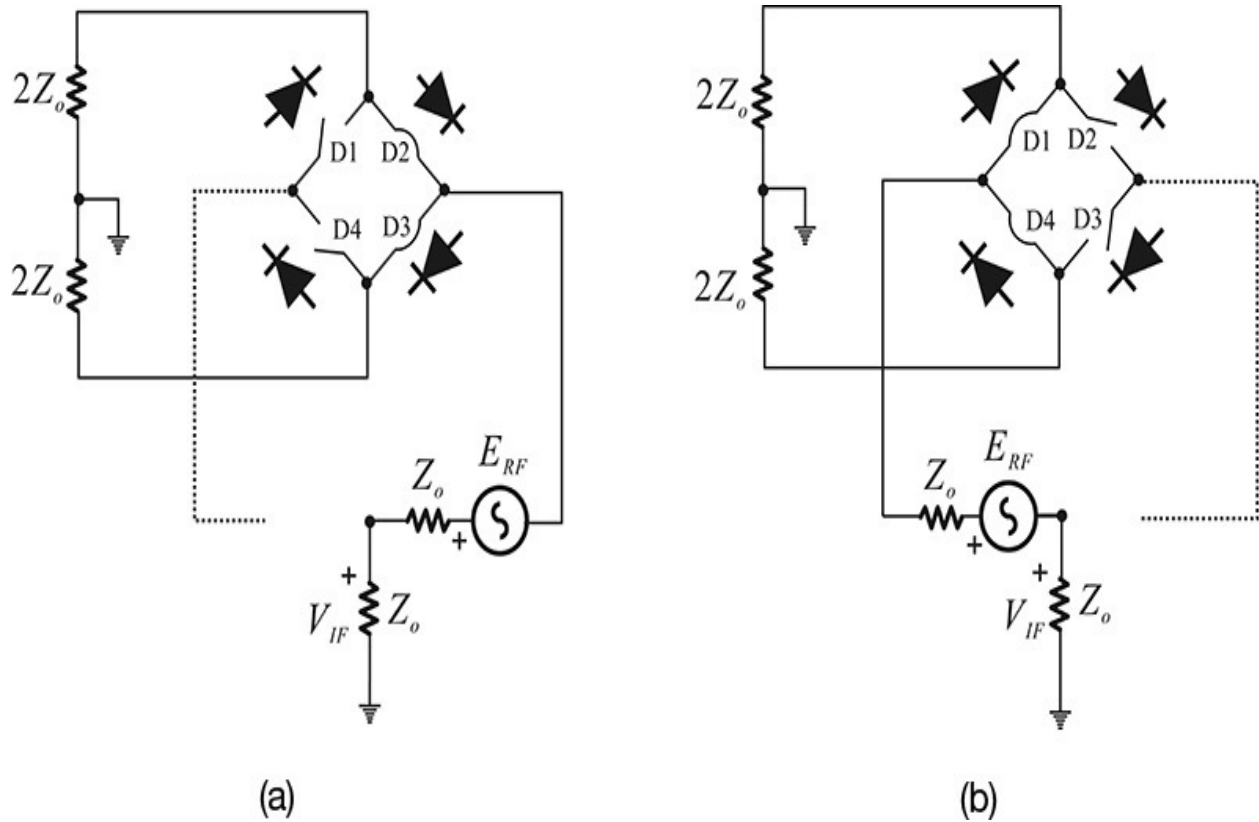 2Z_o
D1 D2
D4 D3
2Z_o
E_RF
Z_o
+
+
V_IF Z_o
(a)
2Z_o
D1 D2
D4 D3
2Z_o
E_RF
Z_o
+
+
V_IF Z_o
(b)